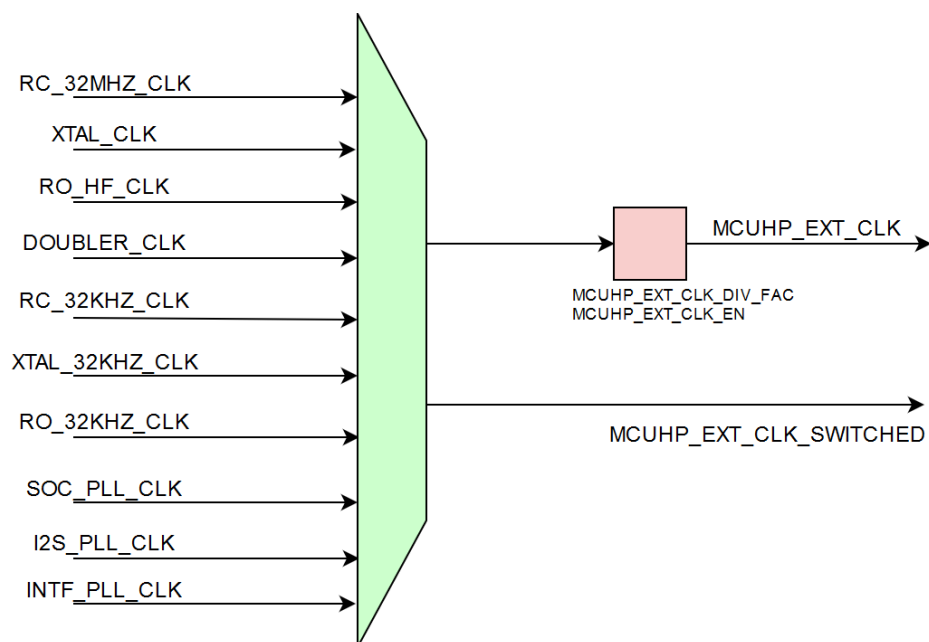 RC_32MHZ_CLK
XTAL_CLK
RO_HF_CLK
DOUBLER_CLK
RC_32KHZ_CLK
XTAL_32KHZ_CLK
RO_32KHZ_CLK
SOC_PLL_CLK
I2S_PLL_CLK
INTF_PLL_CLK
MCUHP_EXT_CLK
MCUHP_EXT_CLK_DIV_FAC
MCUHP_EXT_CLK_EN
MCUHP_EXT_CLK_SWITCHED